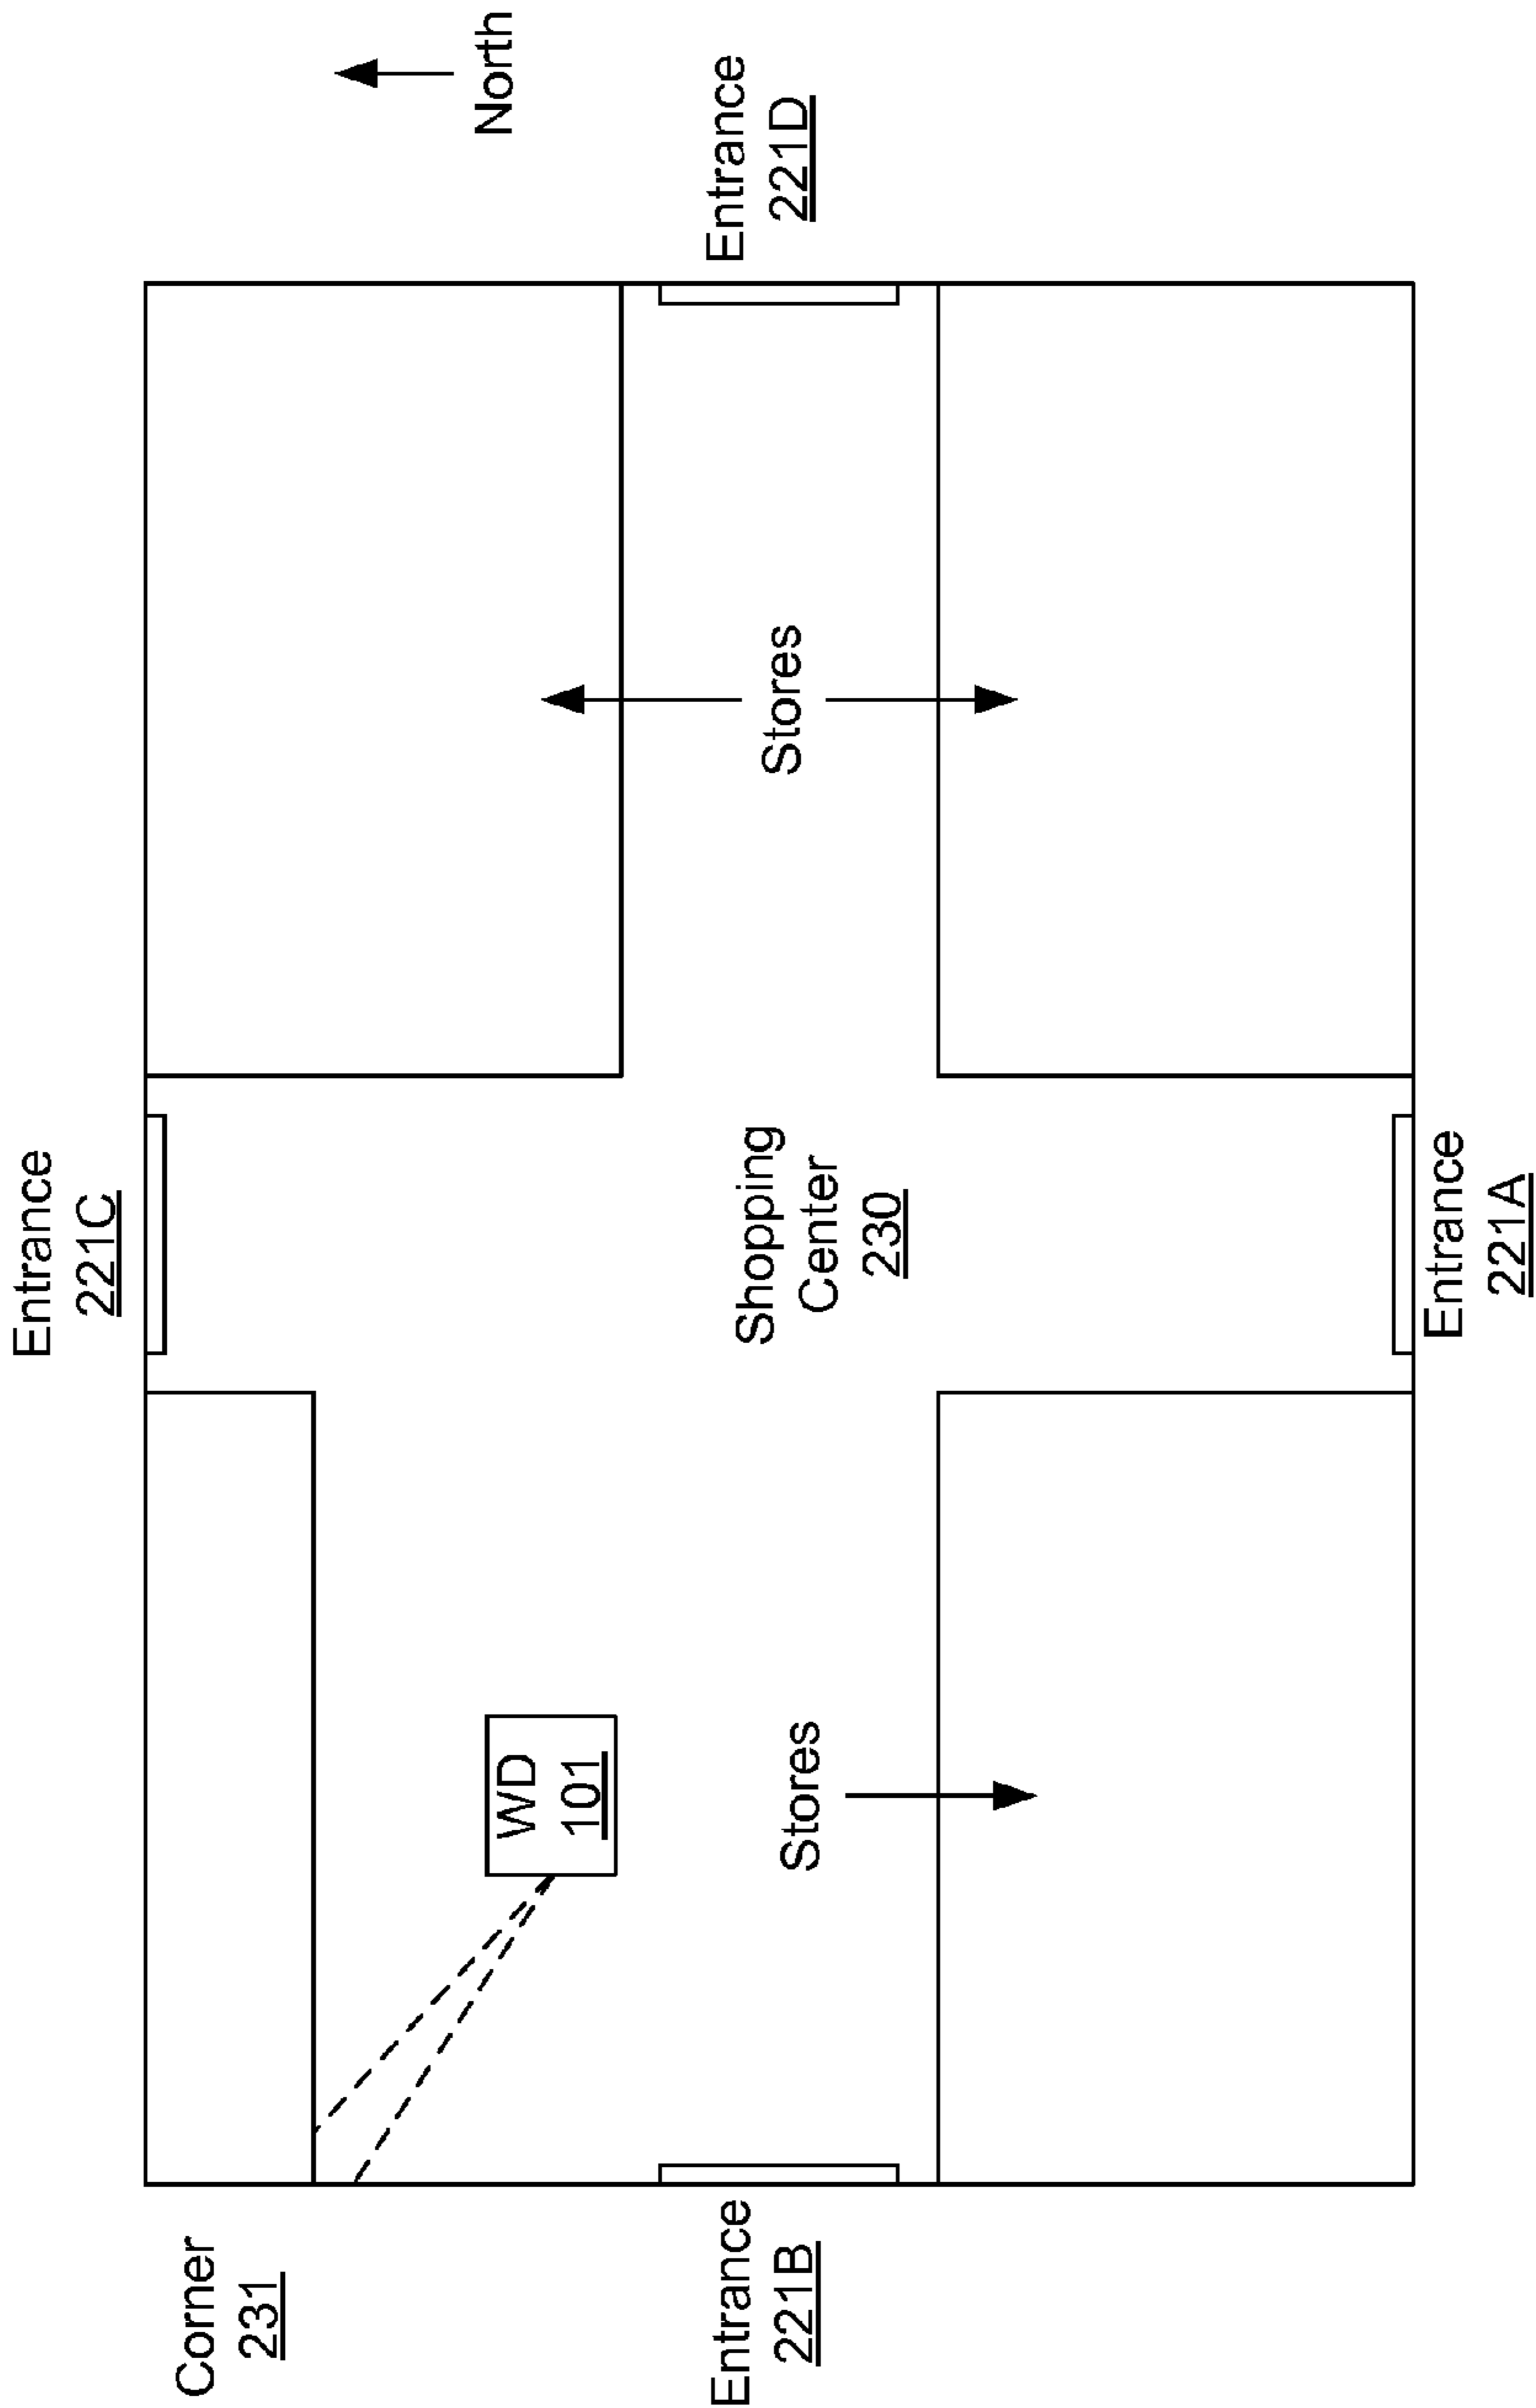 Entrance
221C
Corner
231
North
WD
101
Entrance
221B
Stores
Shopping
Center
230
Stores
Entrance
221D
Entrance
221A